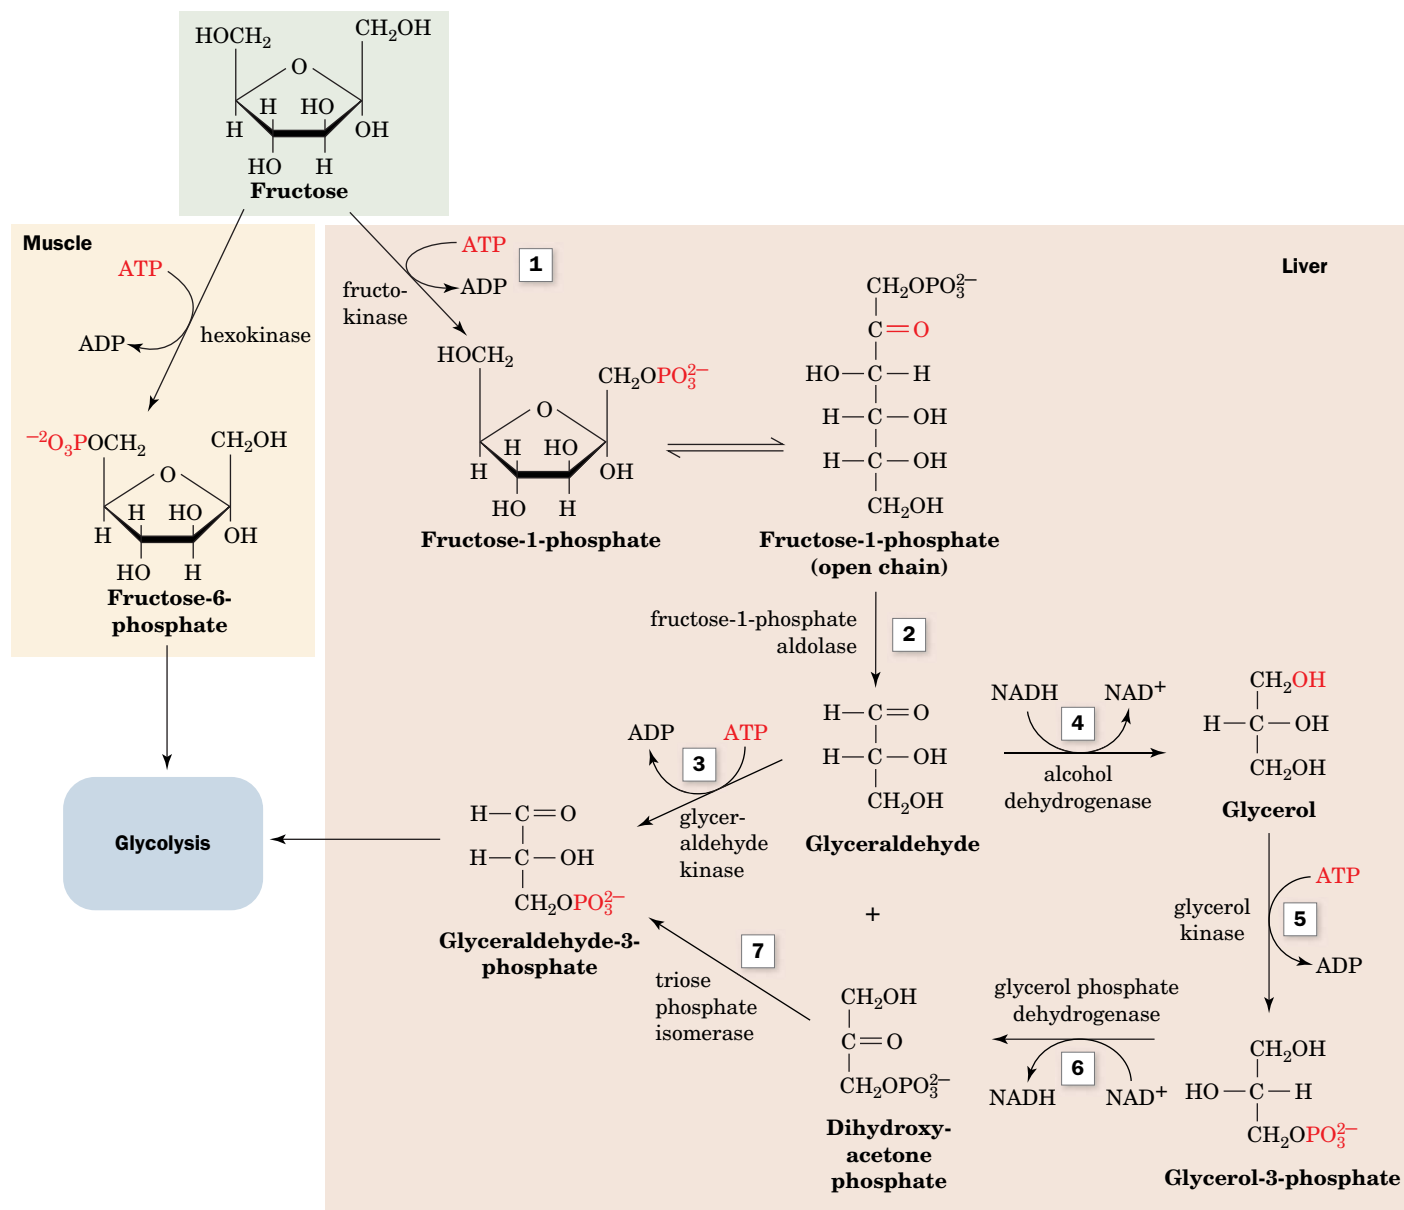 HOCH2
CH2OH
O
H
HO
H
OH
HO
H
Fructose
Muscle
ATP
ADP
hexokinase
−2O3POCH2
CH2OH
O
H
H
HO
OH
HO
H
Fructose-6-
phosphate
Glycolysis
Liver
ATP
1
ADP
fructo-
kinase
HOCH2
CH2OPO3 2−
O
H
H
HO
OH
HO
H
Fructose-1-phosphate
CH2OPO3 2−
C=O
HO—C—H
H—C—OH
H—C—OH
CH2OH
Fructose-1-phosphate
(open chain)
fructose-1-phosphate
aldolase
2
H—C=O
H—C—OH
CH2OH
Glyceraldehyde
+
ADP
ATP
3
glycer-
aldehyde
kinase
H—C=O
H—C—OH
CH2OPO3 2−
Glyceraldehyde-3-
phosphate
NADH
NAD+
4
alcohol
dehydrogenase
CH2OH
H—C—OH
CH2OH
Glycerol
ATP
glycerol
kinase
5
ADP
CH2OH
HO—C—H
CH2OPO3 2−
Glycerol-3-phosphate
glycerol phosphate
dehydrogenase
6
NADH
NAD+
CH2OH
C=O
CH2OPO3 2−
Dihydroxy-
acetone
phosphate
7
triose
phosphate
isomerase